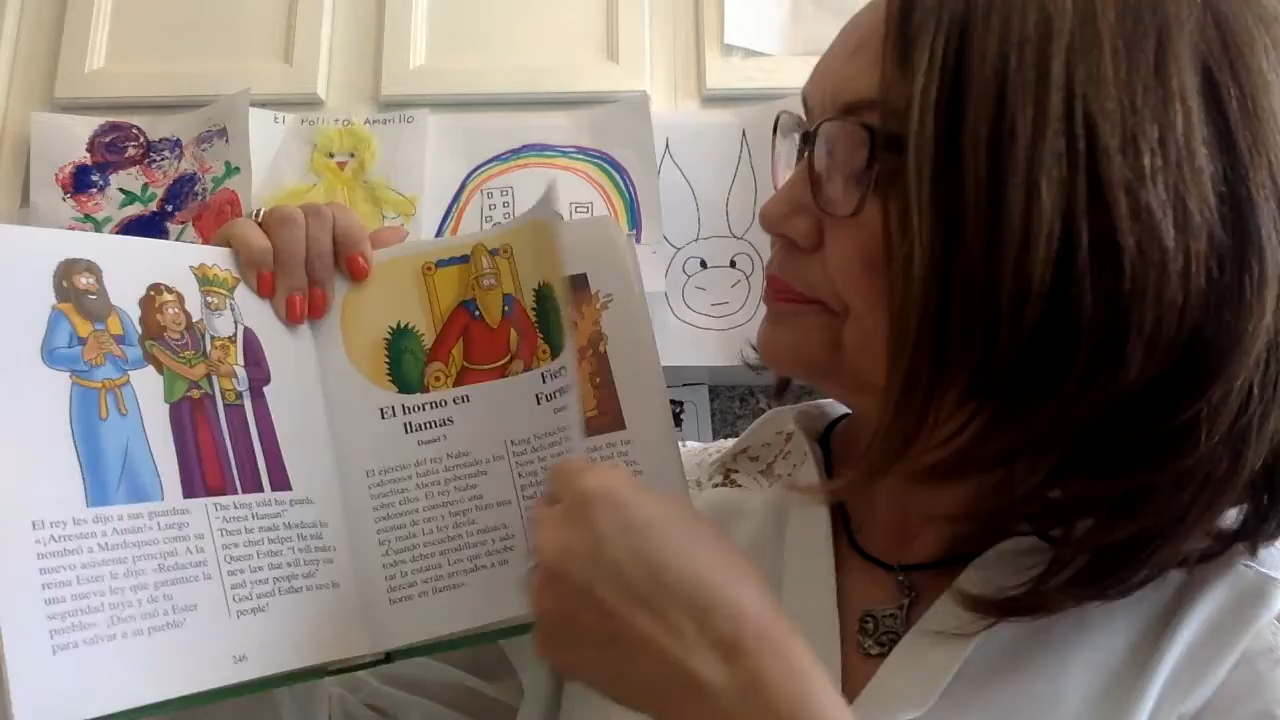 El Pollito Amarillo
El rey les dijo a sus guardias,
«¡Arresten a Amán!» Luego
nombró a Mardoqueo como su
nuevo asistente principal. A la
reina Ester le dijo: «Redactaré
una nueva ley que garantice la
seguridad tuya y de tu
pueblo». ¡Dios usó a Ester
para salvar a su pueblo!
The king told his guards,
"Arrest Haman!"
Then he made Mordecai his
new chief helper. He told
Queen Esther, "I will make a
new law that will keep you
and your people safe"
God used Esther to save his
people!
246
El horno en
llamas
Daniel 3
El ejército del rey Nabu-
codonosor había derrotado a los
israelitas. Ahora gobernaba
sobre ellos. El rey Nabu-
codonosor construyó una
estatua de oro y luego hizo una
ley mala. La ley decía:
«Cuando escuchen la música,
todos deben arrodillarse y ado-
rar la estatua. Los que desobe-
dezcan serán arrojados a un
horno en llamas».
King
had defeated
Now he was
King